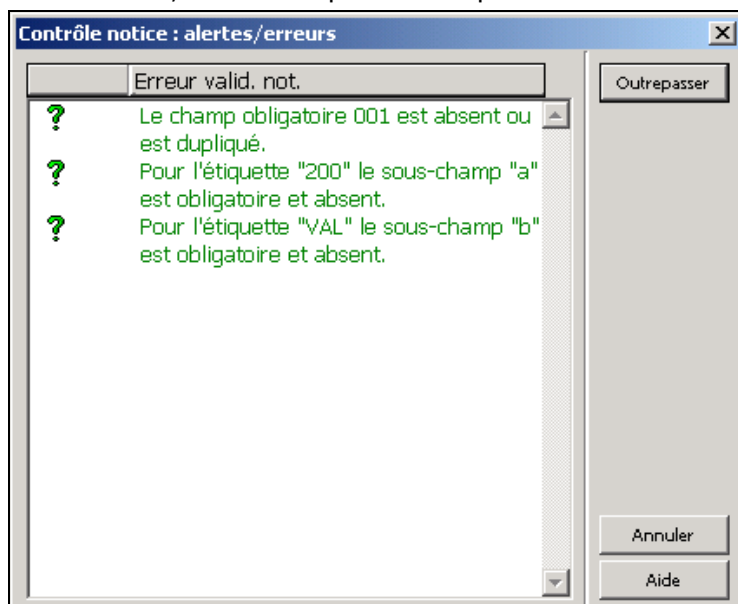 Contrôle notice : alertes/erreurs
Erreur valid. not.
Outrepasser
Le champ obligatoire 001 est absent ou
est dupliqué.
Pour l'étiquette "200" le sous-champ "a"
est obligatoire et absent.
Pour l'étiquette "VAL" le sous-champ "b"
est obligatoire et absent.
Annuler
Aide